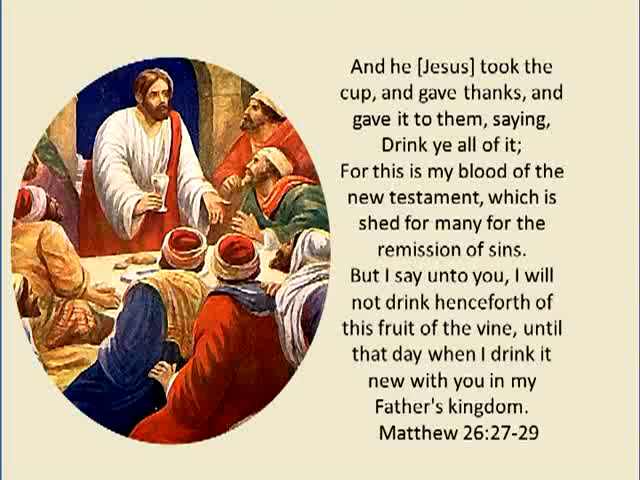 And he [Jesus] took the
cup, and gave thanks, and
gave it to them, saying,
Drink ye all of it;
For this is my blood of the
new testament, which is
shed for many for the
remission of sins.
But I say unto you, I will
not drink henceforth of
this fruit of the vine, until
that day when I drink it
new with you in my
Father's kingdom.
Matthew 26:27-29